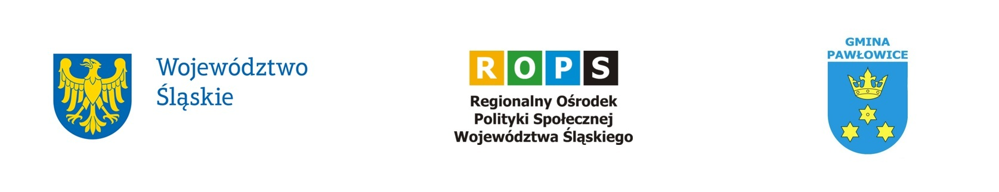 Województwo
Śląskie
ROPS
Regionalny Ośrodek
Polityki Społecznej
Województwa Śląskiego
GMINA
PAWŁOWICE